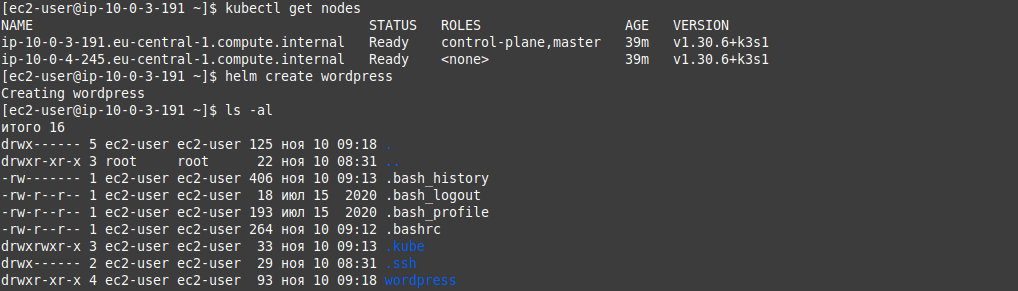 [ec2-user@ip-10-0-3-191 ~]$ kubectl get nodes
NAME                                          STATUS   ROLES                  AGE   VERSION
ip-10-0-3-191.eu-central-1.compute.internal   Ready    control-plane,master   39m   v1.30.6+k3s1
ip-10-0-4-245.eu-central-1.compute.internal   Ready    <none>                 39m   v1.30.6+k3s1
[ec2-user@ip-10-0-3-191 ~]$ helm create wordpress
Creating wordpress
[ec2-user@ip-10-0-3-191 ~]$ ls -al
итого 16
drwx------ 5 ec2-user ec2-user 125 ноя 10 09:18 .
drwxr-xr-x 3 root     root      22 ноя 10 08:31 ..
-rw------- 1 ec2-user ec2-user 406 ноя 10 09:13 .bash_history
-rw-r--r-- 1 ec2-user ec2-user  18 июл 15  2020 .bash_logout
-rw-r--r-- 1 ec2-user ec2-user 193 июл 15  2020 .bash_profile
-rw-r--r-- 1 ec2-user ec2-user 264 ноя 10 09:12 .bashrc
drwxrwxr-x 3 ec2-user ec2-user  33 ноя 10 09:13 .kube
drwx------ 2 ec2-user ec2-user  29 ноя 10 08:31 .ssh
drwxr-xr-x 4 ec2-user ec2-user  93 ноя 10 09:18 wordpress